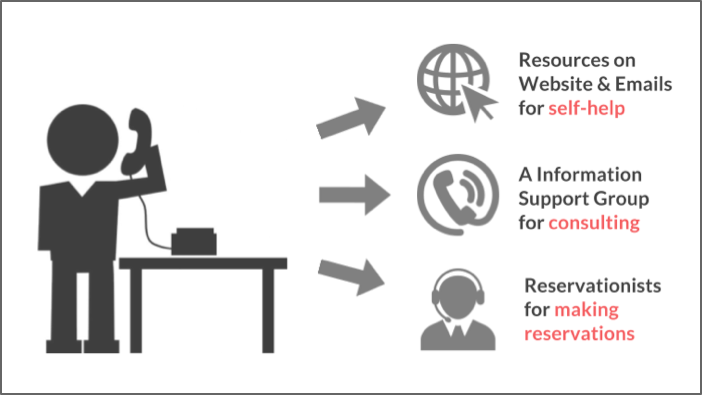 Resources on
Website & Emails
for self-help
A Information
Support Group
for consulting
Reservationists
for making
reservations